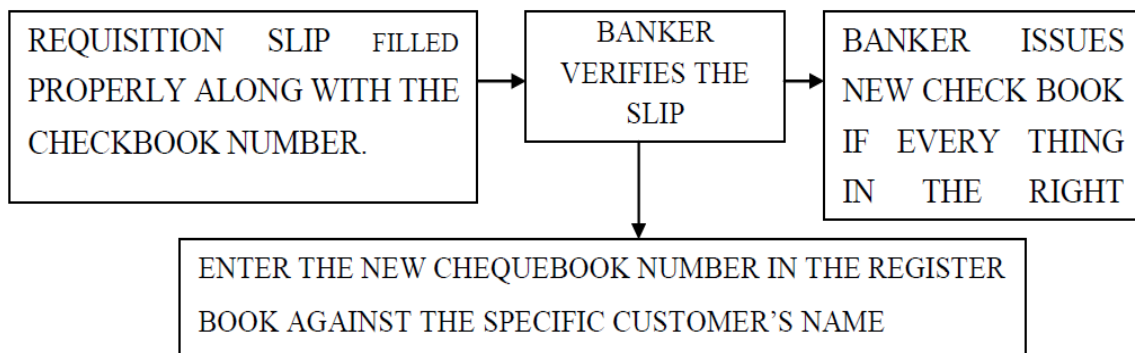 REQUISITION SLIP FILLED
PROPERLY ALONG WITH THE
CHECKBOOK NUMBER.
BANKER
VERIFIES THE
SLIP
BANKER ISSUES
NEW CHECK BOOK
IF EVERY THING
IN THE RIGHT
ENTER THE NEW CHEQUEBOOK NUMBER IN THE REGISTER
BOOK AGAINST THE SPECIFIC CUSTOMER’S NAME